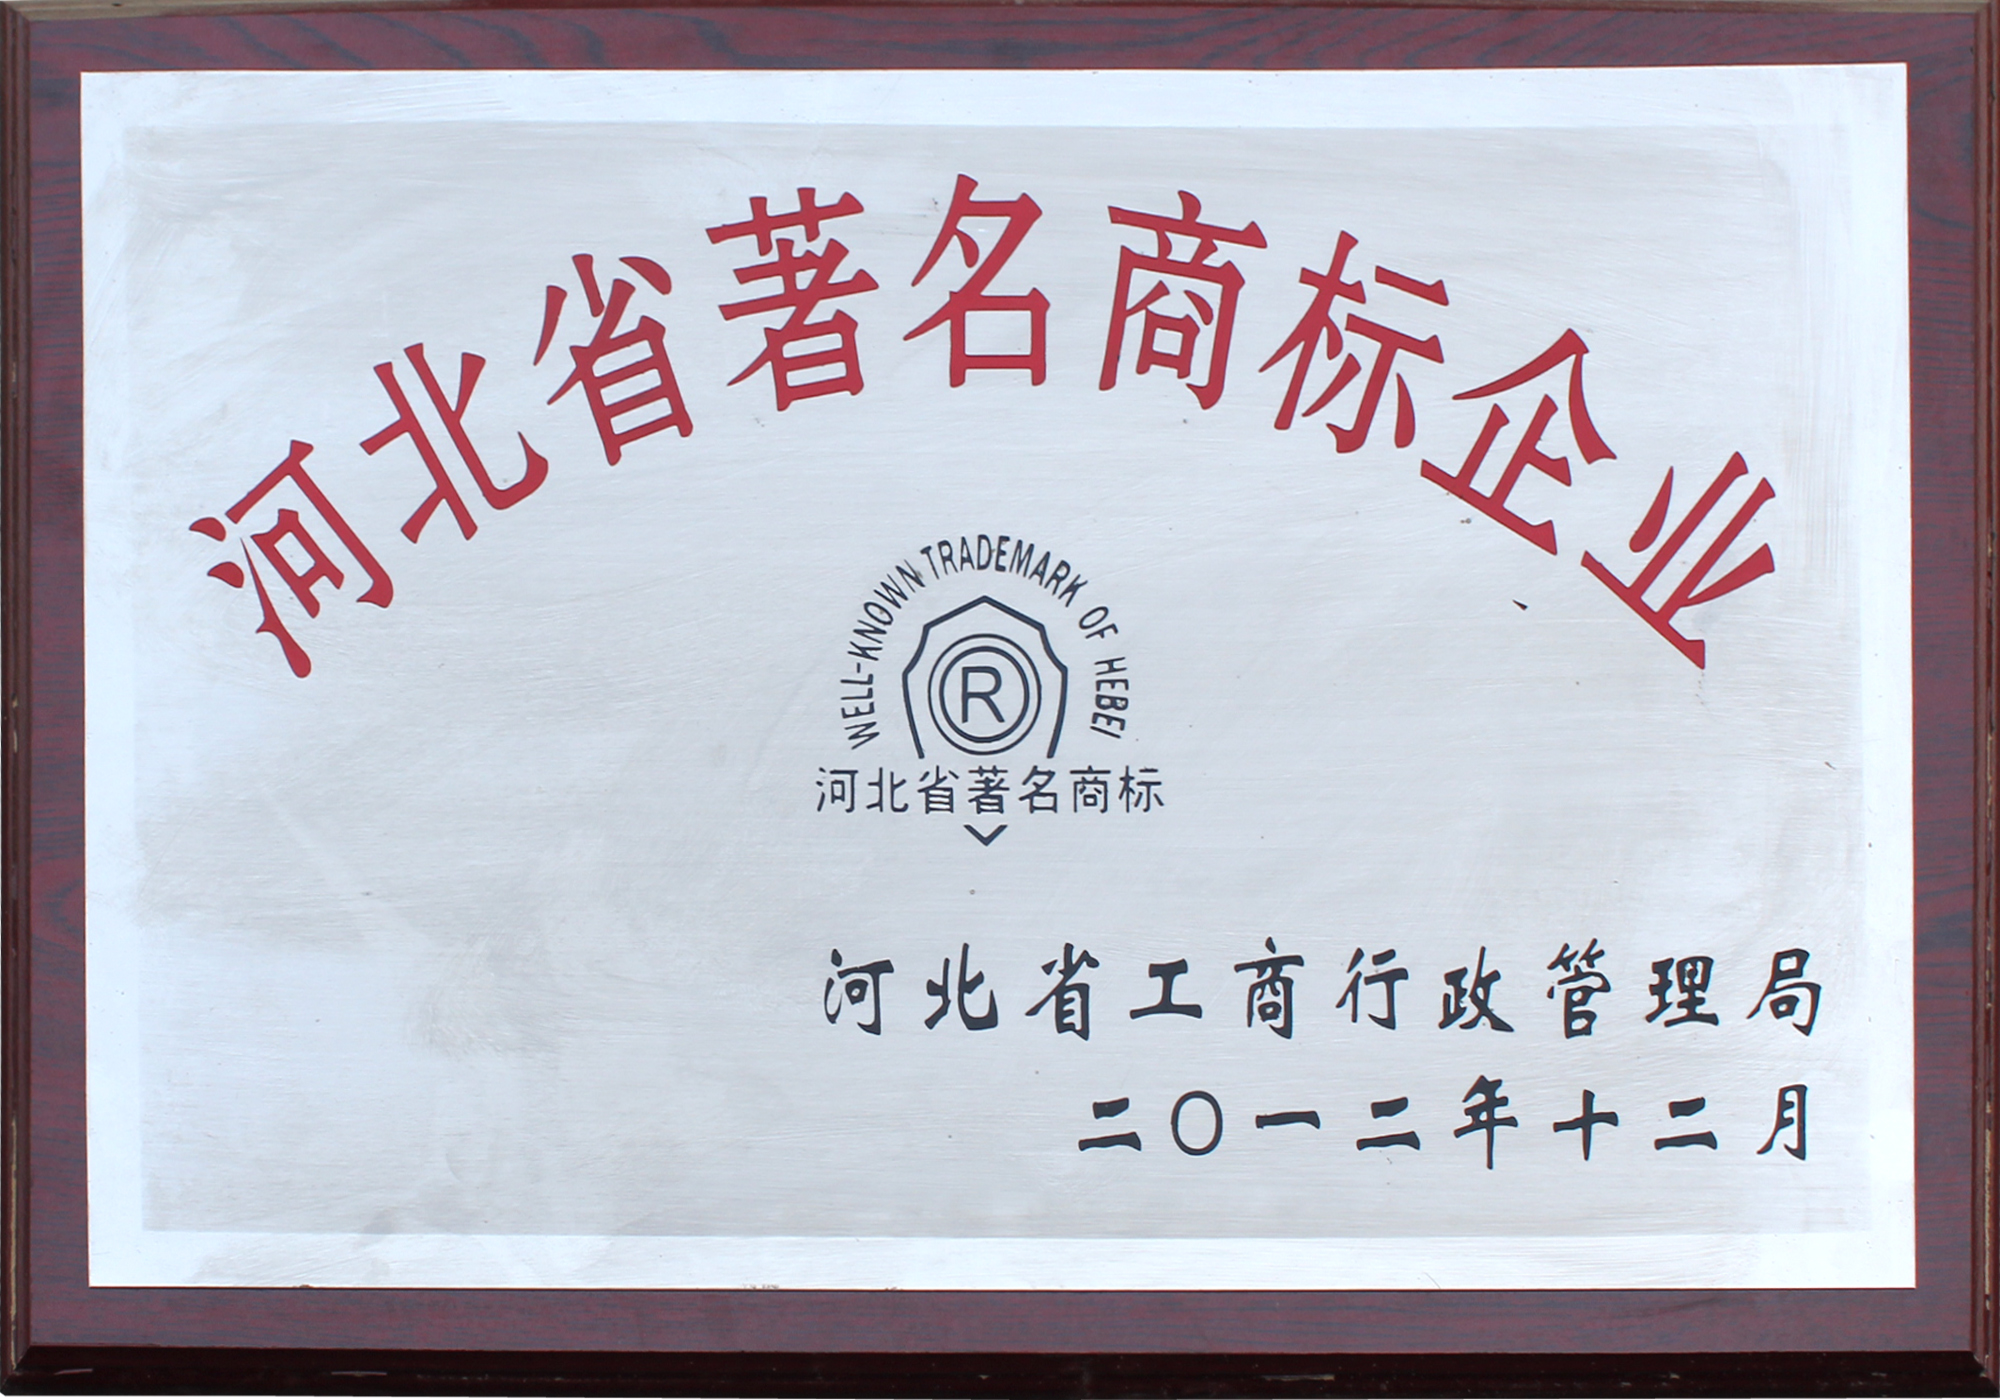 河北省著名商标企业
WELL-KNOWN TRADEMARK OF HEBEI
R
河北省著名商标
河北省工商行政管理局
二〇一二年十二月